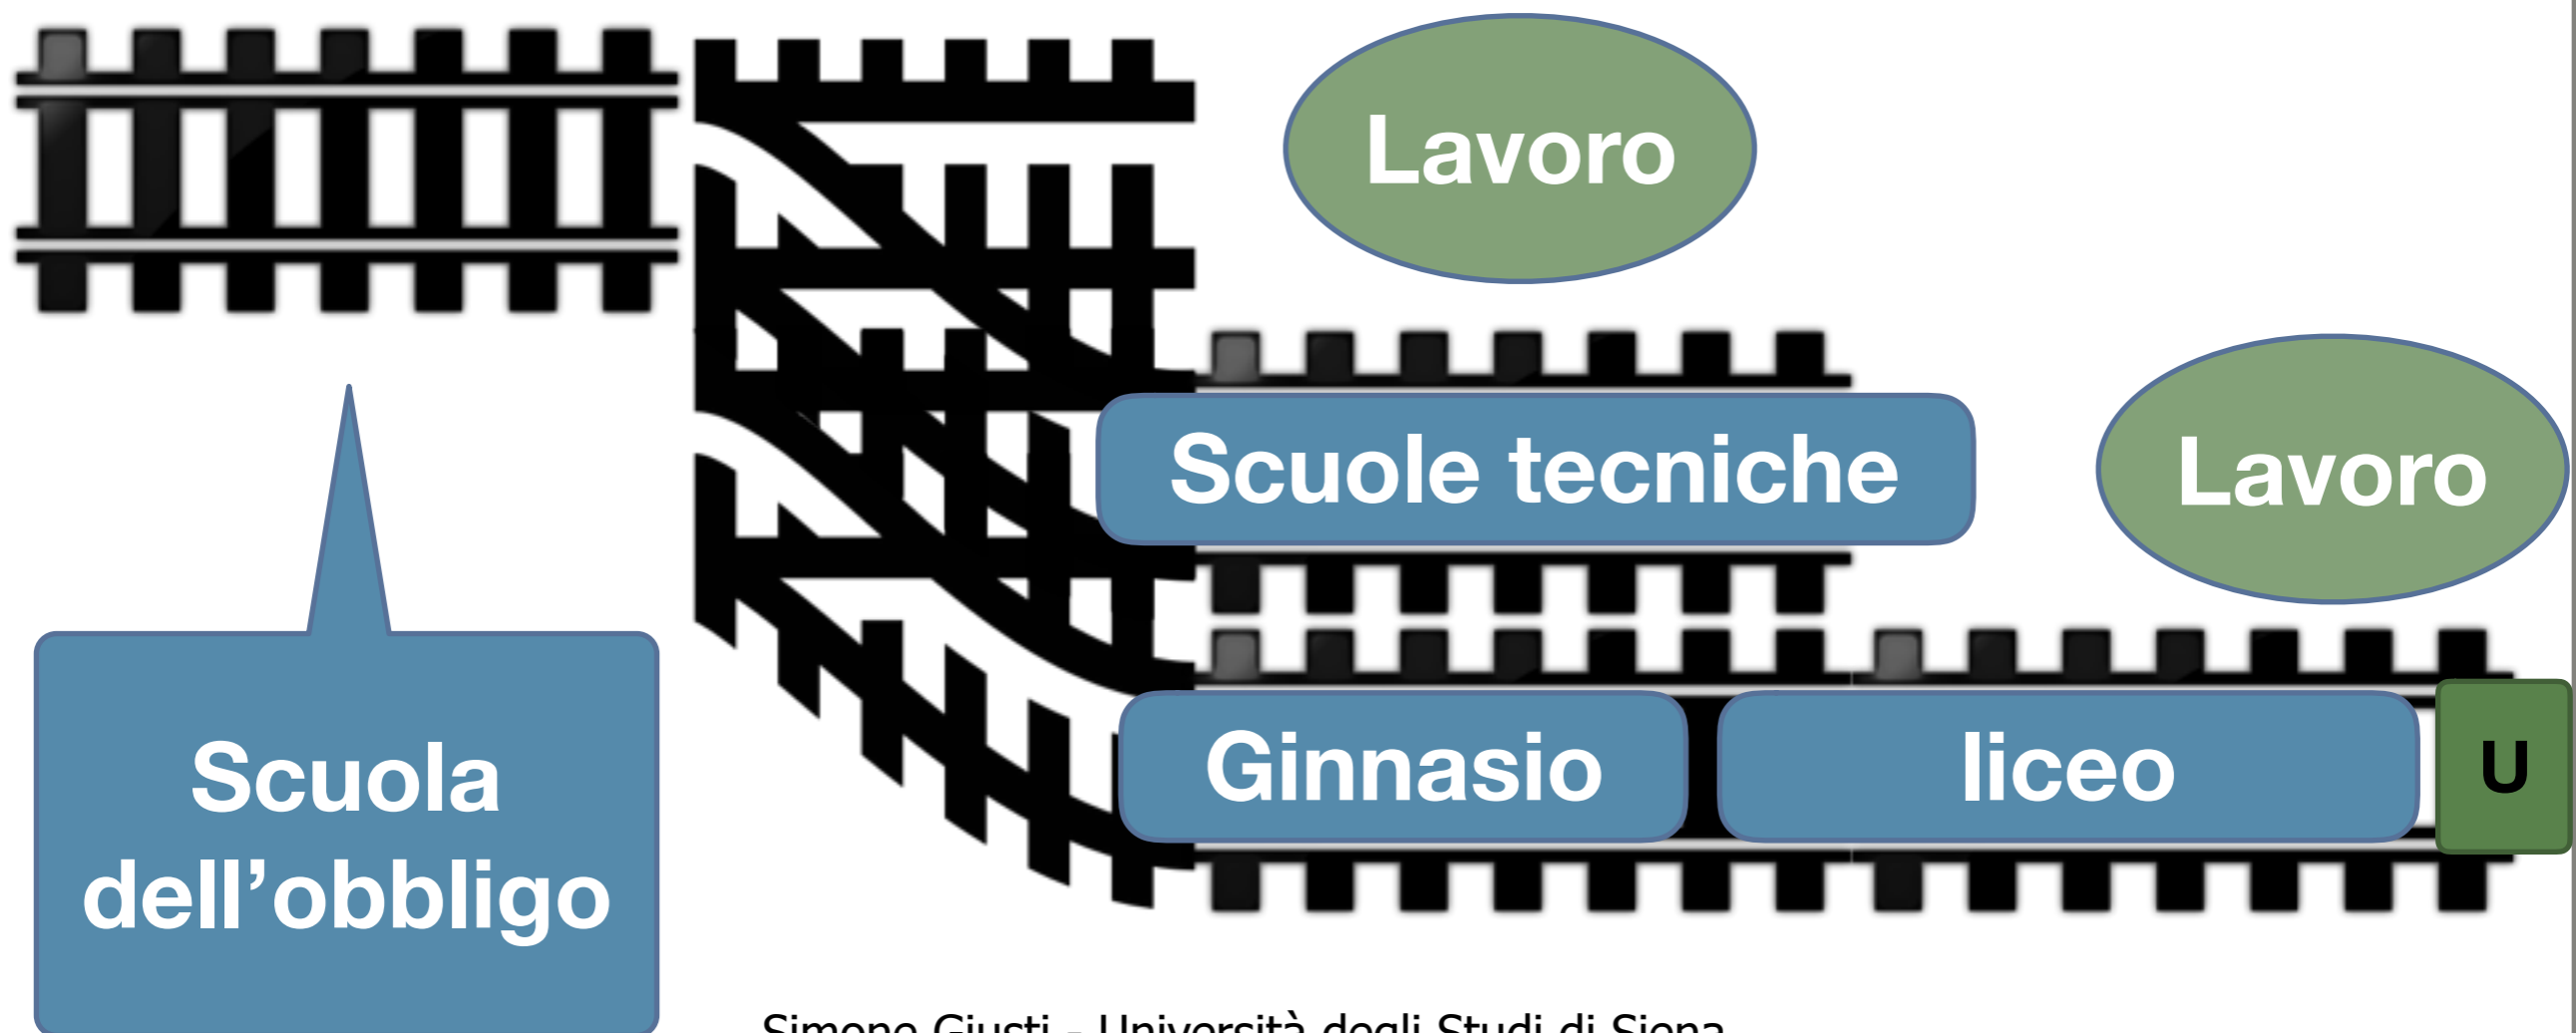 Lavoro
Scuole tecniche
Lavoro
Ginnasio
liceo
U
Scuola
dell’obbligo
Simone Giusti - Università degli Studi di Siena